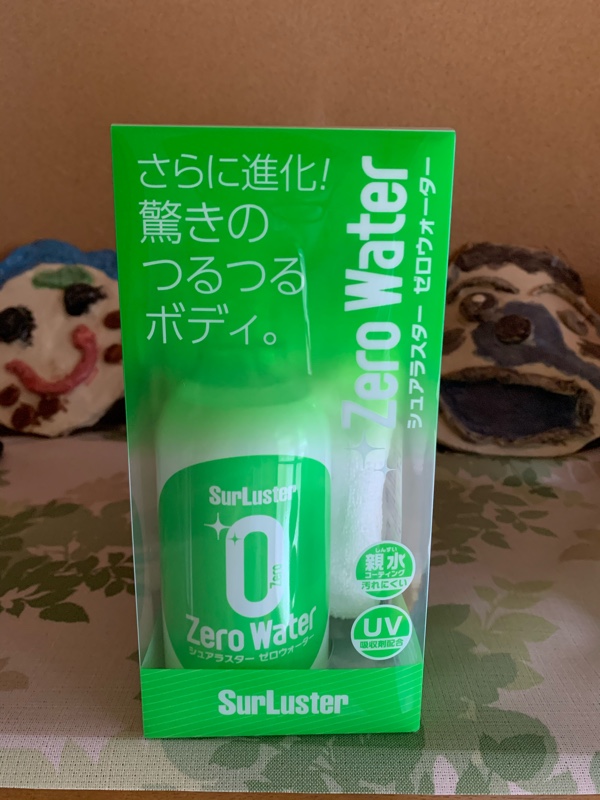 さらに進化!
驚きの
つるつる
ボディ。
Zero Water
シュアラスター ゼロウォーター
SurLuster
0
Zero
Zero Water
シュアラスター ゼロウォーター
しんすい
親水
コーティング
汚れにくい
UV
吸収剤配合
SurLuster